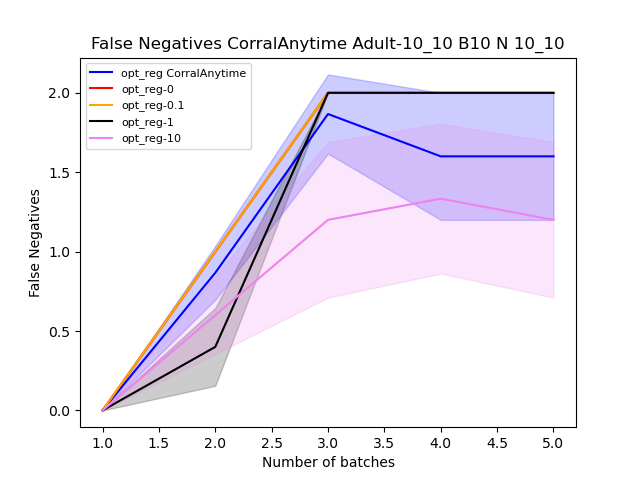 False Negatives CorralAnytime Adult-10_10 B10 N 10_10
opt_reg CorralAnytime
opt_reg-0
opt_reg-0.1
opt_reg-1
opt_reg-10
False Negatives
2.0
1.5
1.0
0.5
0.0
1.0 1.5 2.0 2.5 3.0 3.5 4.0 4.5 5.0
Number of batches